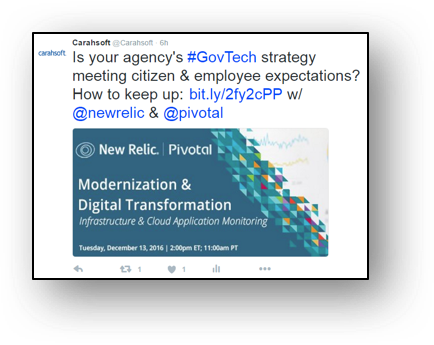 Carahsoft @Carahsoft · 5h
carahsoft
Is your agency's #GovTech strategy
meeting citizen & employee expectations?
How to keep up: bit.ly/2fy2cPP w/
@newrelic & @pivotal
New Relic. | Pivotal
Modernization &
Digital Transformation
Infrastructure & Cloud Application Monitoring
Tuesday, December 13, 2016 | 2:00pm ET; 11:00am PT
1 1